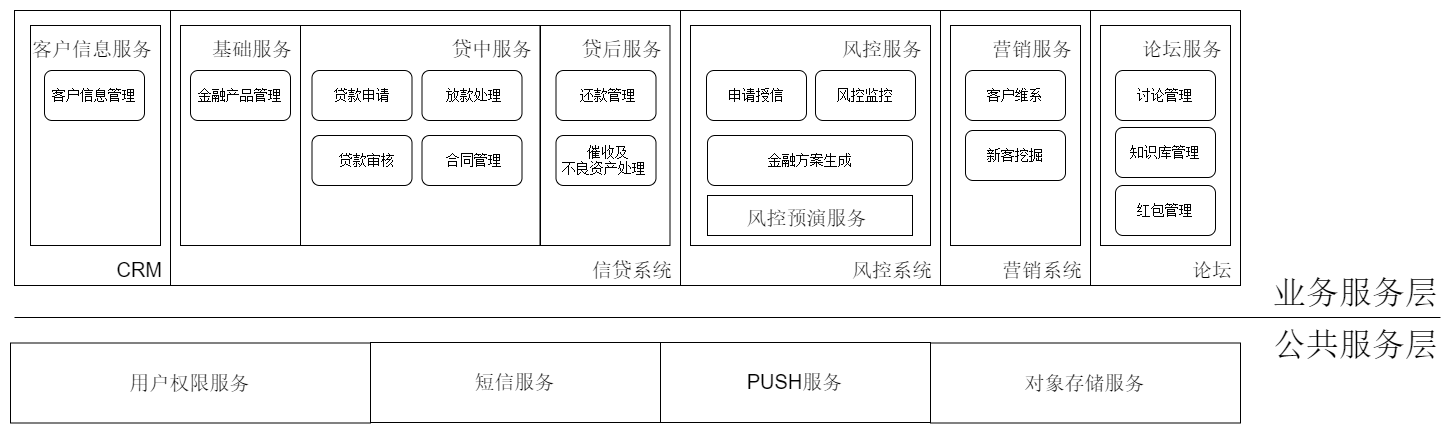 客户信息服务
客户信息管理
CRM
基础服务
金融产品管理
贷中服务
贷款申请
放款处理
贷款审核
合同管理
贷后服务
还款管理
催收及
不良资产处理
信贷系统
风控服务
申请授信
风控监控
金融方案生成
风控预演服务
风控系统
营销服务
客户维系
新客挖掘
营销系统
论坛服务
讨论管理
知识库管理
红包管理
论坛
业务服务层
公共服务层
用户权限服务
短信服务
PUSH服务
对象存储服务